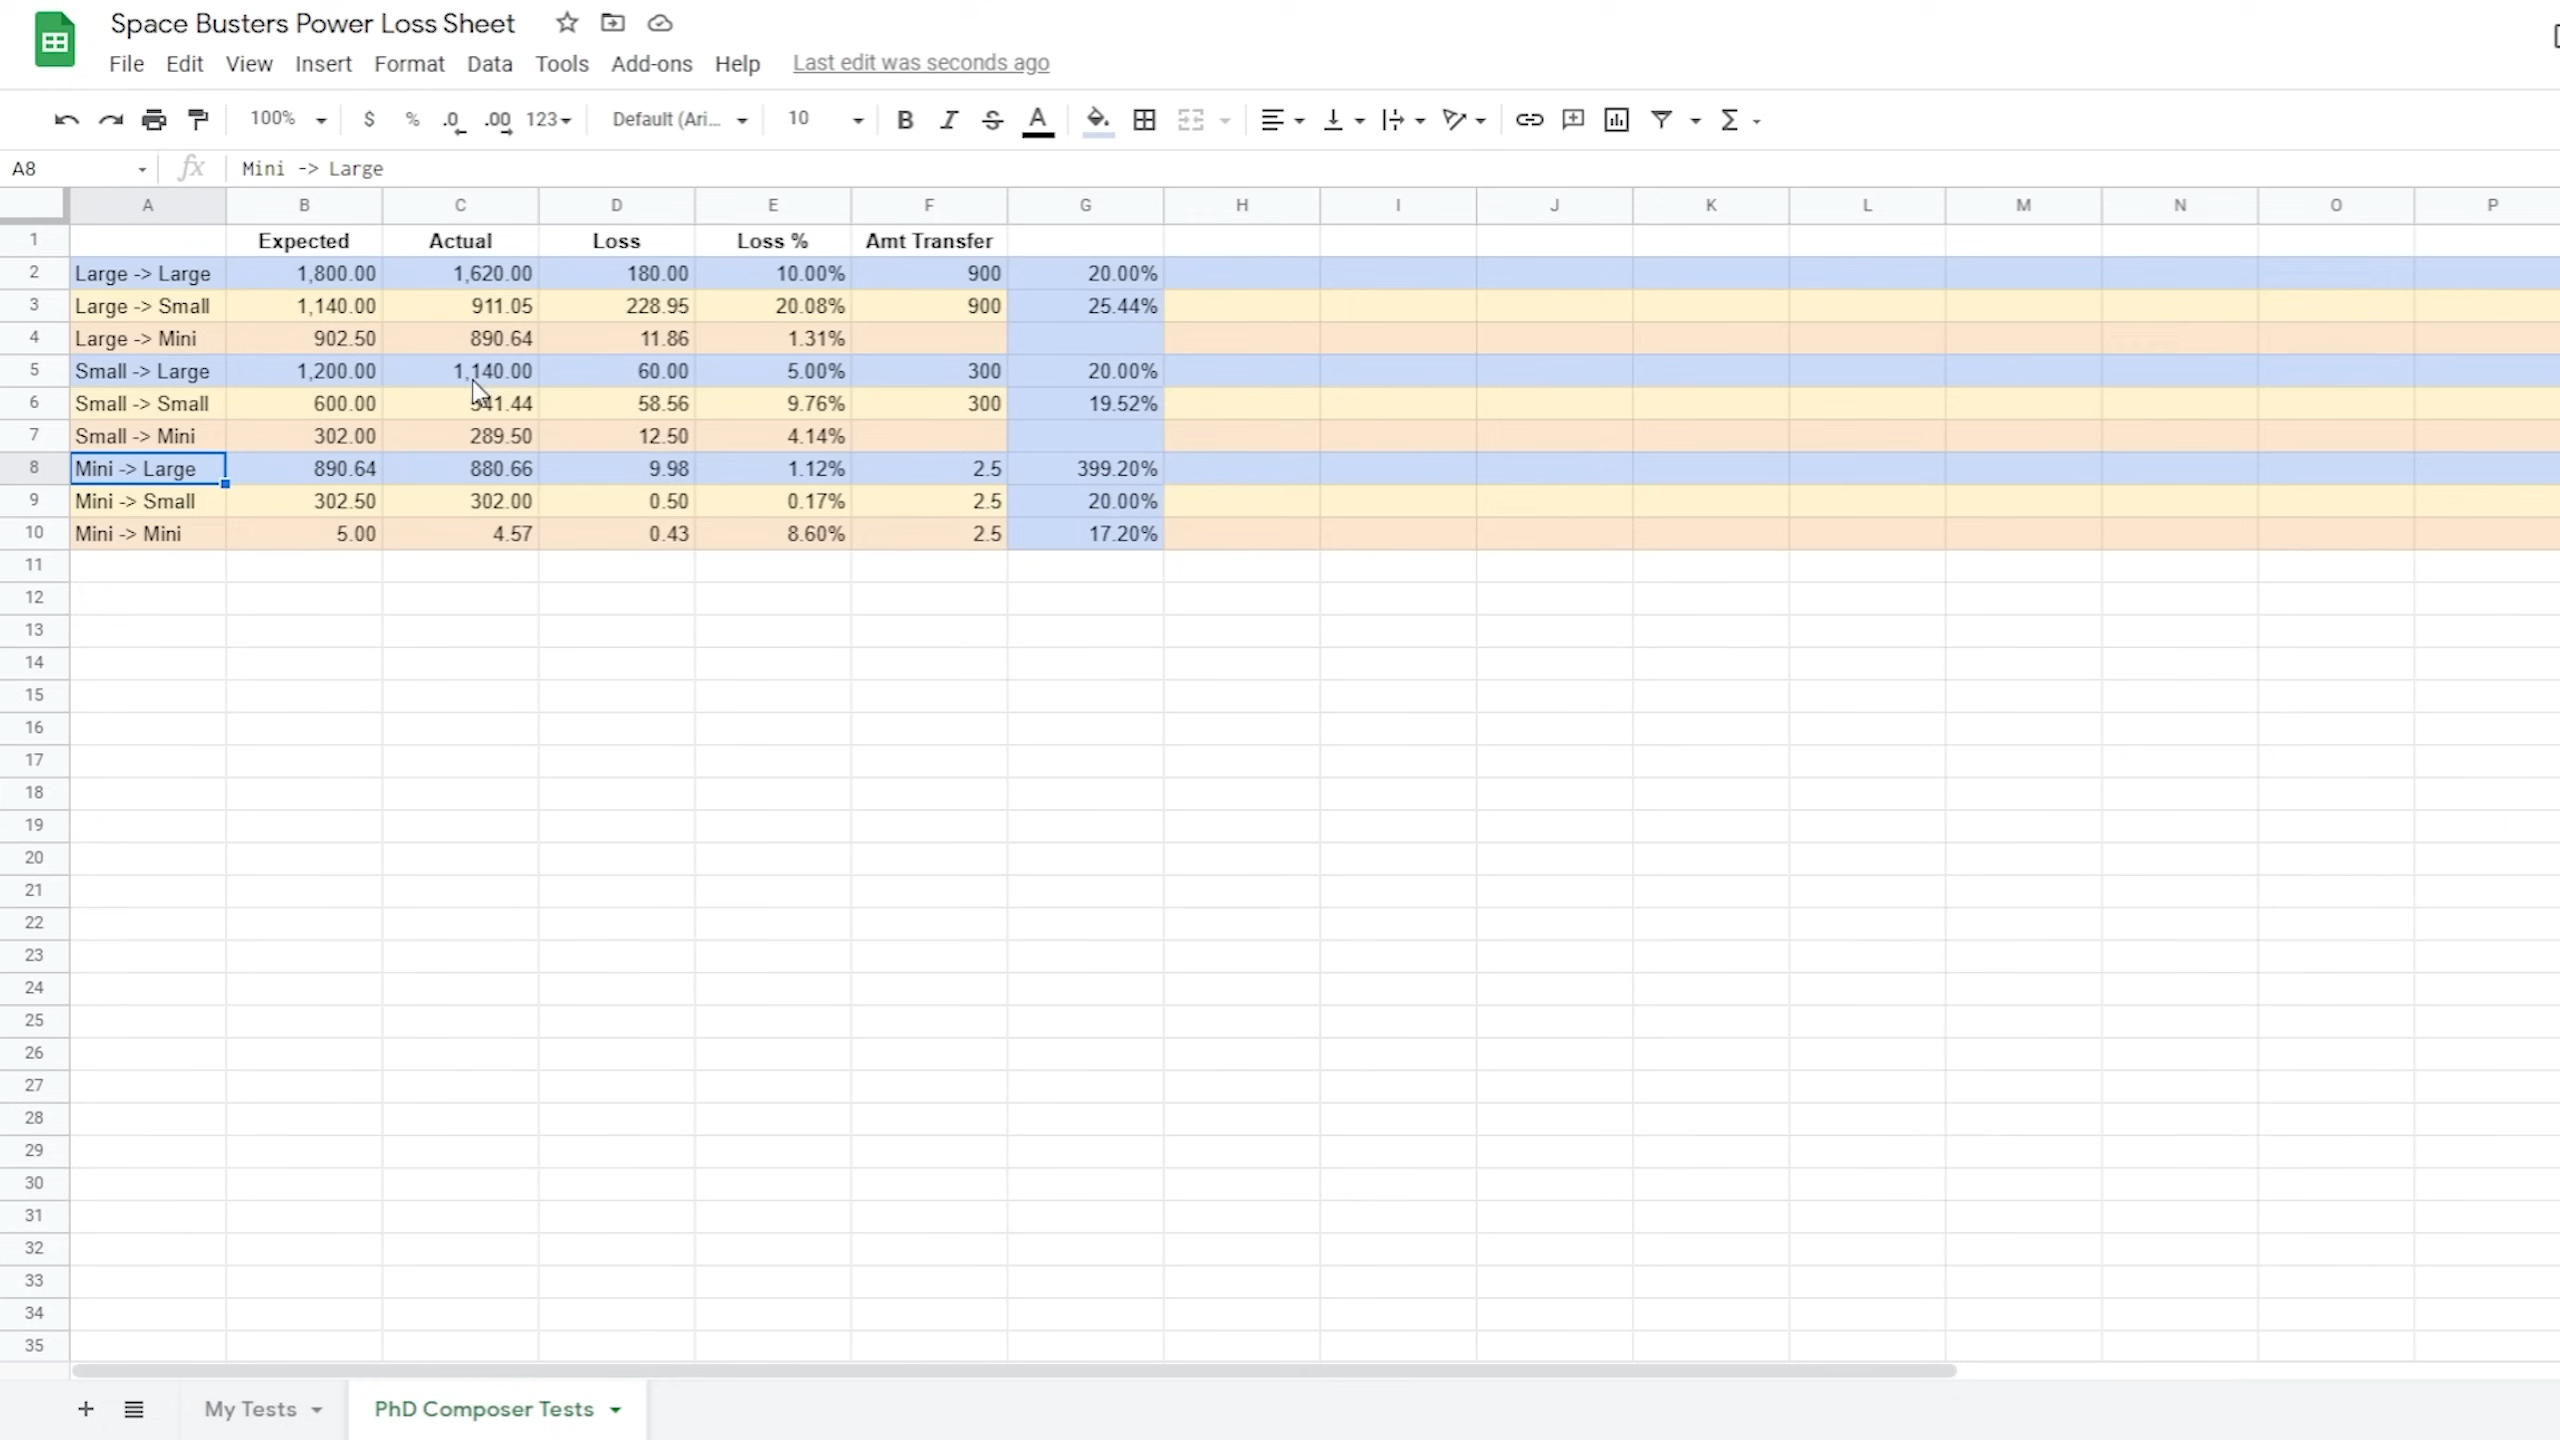 Space Busters Power Loss Sheet
File Edit View Insert Format Data Tools Add-ons Help Last edit was seconds ago
100% $ % .0 .00 123 Default (Ari... 10 B I S A Σ
A8 fx Mini -> Large
A B C D E F G H I J K L M N O P
1 Expected Actual Loss Loss % Amt Transfer
2 Large -> Large 1,800.00 1,620.00 180.00 10.00% 900 20.00%
3 Large -> Small 1,140.00 911.05 228.95 20.08% 900 25.44%
4 Large -> Mini 902.50 890.64 11.86 1.31%
5 Small -> Large 1,200.00 1,140.00 60.00 5.00% 300 20.00%
6 Small -> Small 600.00 541.44 58.56 9.76% 300 19.52%
7 Small -> Mini 302.00 289.50 12.50 4.14%
8 Mini -> Large 890.64 880.66 9.98 1.12% 2.5 399.20%
9 Mini -> Small 302.50 302.00 0.50 0.17% 2.5 20.00%
10 Mini -> Mini 5.00 4.57 0.43 8.60% 2.5 17.20%
11
12
13
14
15
16
17
18
19
20
21
22
23
24
25
26
27
28
29
30
31
32
33
34
35
+ My Tests PhD Composer Tests